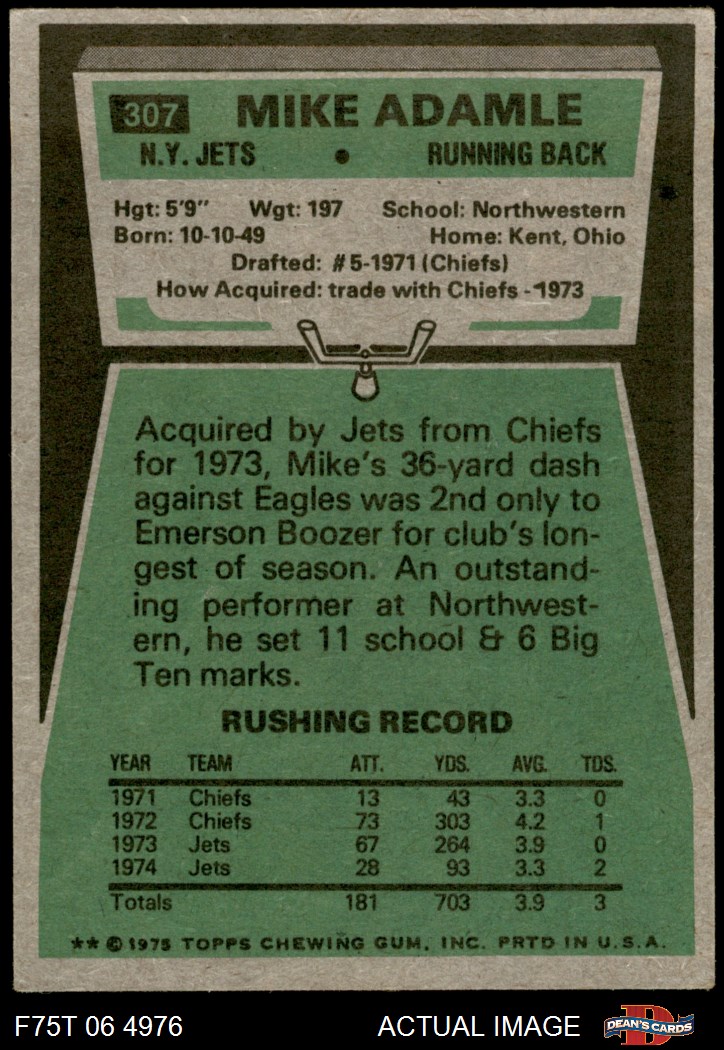 307 MIKE ADAMLE
N.Y. JETS • RUNNING BACK
Hgt: 5'9" Wgt: 197 School: Northwestern
Born: 10-10-49 Home: Kent, Ohio
Drafted: #5-1971 (Chiefs)
How Acquired: trade with Chiefs - 1973
Acquired by Jets from Chiefs
for 1973, Mike's 36-yard dash
against Eagles was 2nd only to
Emerson Boozer for club's lon-
gest of season. An outstand-
ing performer at Northwest-
ern, he set 11 school & 6 Big
Ten marks.
RUSHING RECORD
YEAR TEAM ATT. YDS. AVG. TDS.
1971 Chiefs 13 43 3.3 0
1972 Chiefs 73 303 4.2 1
1973 Jets 67 264 3.9 0
1974 Jets 28 93 3.3 2
Totals 181 703 3.9 3
** © 1975 TOPPS CHEWING GUM, INC. PRTD IN U.S.A.
F75T 06 4976 ACTUAL IMAGE D DEAN'S CARDS